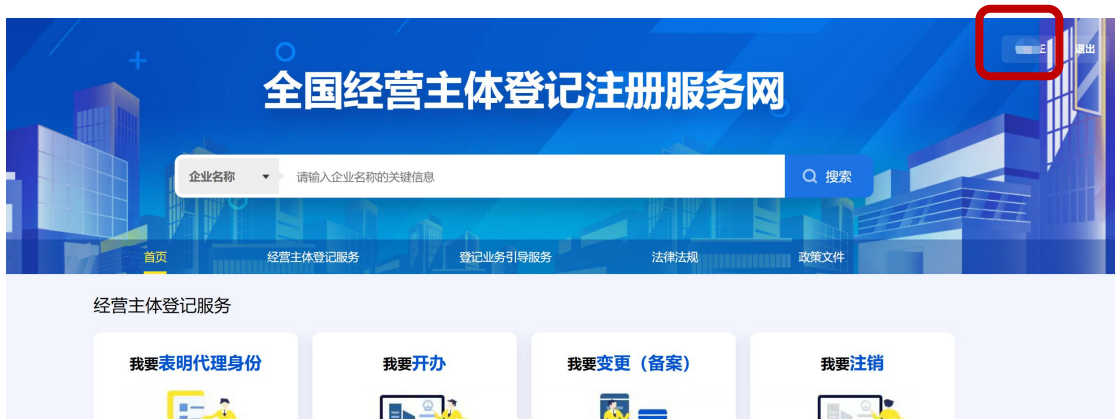 退出
全国经营主体登记注册服务网
企业名称 请输入企业名称的关键信息 搜索
首页 经营主体登记服务 登记业务引导服务 法律法规 政策文件
经营主体登记服务
我要表明代理身份 我要开办 我要变更（备案） 我要注销